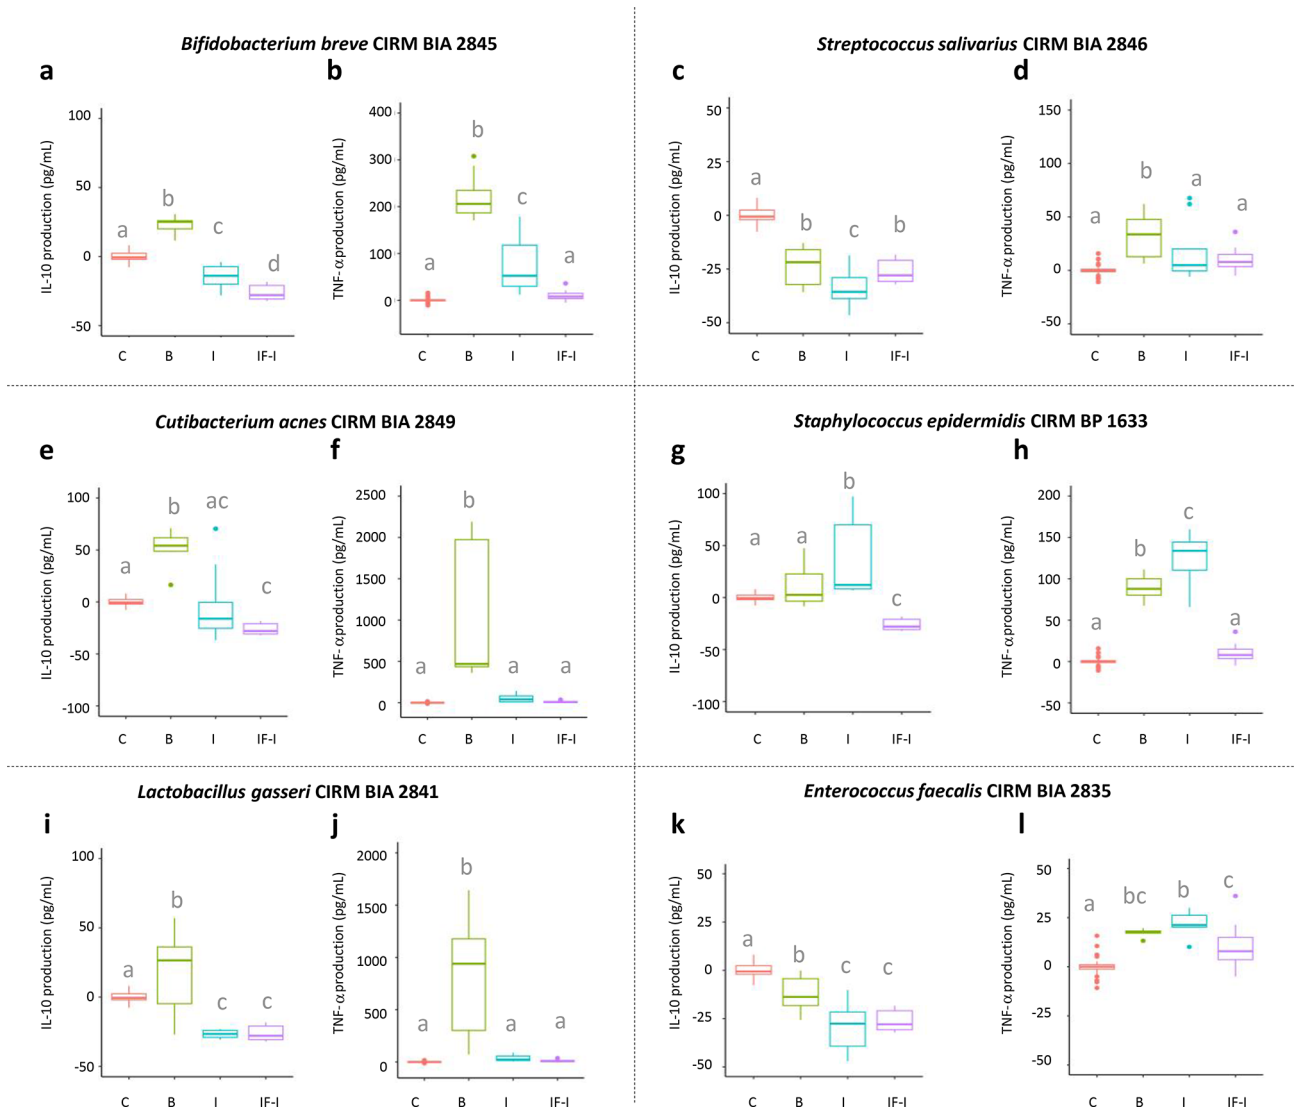 Bifidobacterium breve CIRM BIA 2845
a
b
IL-10 production (pg/mL)
100
50
0
-50
a
b
c
d
C B I IF-I
TNF- α production (pg/mL)
400
300
200
100
0
a
b
c
a
C B I IF-I
Streptococcus salivarius CIRM BIA 2846
c
d
IL-10 production (pg/mL)
50
25
0
-25
-50
a
b
c
b
C B I IF-I
TNF- α production (pg/mL)
150
100
50
0
-50
a
b
a
a
C B I IF-I
Cutibacterium acnes CIRM BIA 2849
e
f
IL-10 production (pg/mL)
100
50
0
-50
-100
a
b
ac
c
C B I IF-I
TNF- α production (pg/mL)
2500
2000
1500
1000
500
0
a
b
a
a
C B I IF-I
Staphylococcus epidermidis CIRM BP 1633
g
h
IL-10 production (pg/mL)
100
50
0
-50
-100
a
a
b
c
C B I IF-I
TNF- α production (pg/mL)
200
150
100
50
0
-50
a
b
c
a
C B I IF-I
Lactobacillus gasseri CIRM BIA 2841
i
j
IL-10 production (pg/mL)
100
50
0
-50
a
b
c
c
C B I IF-I
TNF- α production (pg/mL)
2000
1500
1000
500
0
a
b
a
a
C B I IF-I
Enterococcus faecalis CIRM BIA 2835
k
l
IL-10 production (pg/mL)
50
25
0
-25
-50
a
b
c
c
C B I IF-I
TNF- α production (pg/mL)
50
25
0
-25
-50
a
bc
b
c
C B I IF-I